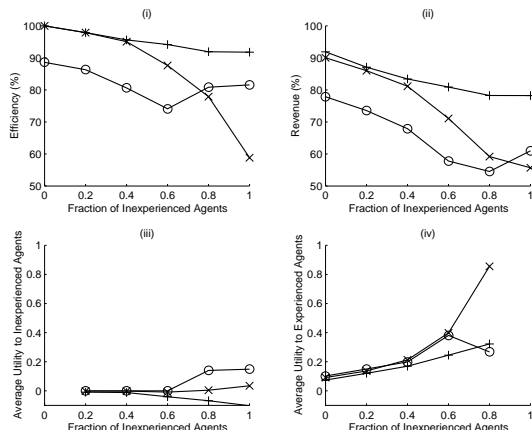 (i)
Efficiency (%)
100
90
80
70
60
50
0 0.2 0.4 0.6 0.8 1
Fraction of Inexperienced Agents
(ii)
Revenue (%)
100
90
80
70
60
50
0 0.2 0.4 0.6 0.8 1
Fraction of Inexperienced Agents
(iii)
Average Utility to Inexperienced Agents
1
0.8
0.6
0.4
0.2
0
0 0.2 0.4 0.6 0.8 1
Fraction of Inexperienced Agents
(iv)
Average Utility to Experienced Agents
1
0.8
0.6
0.4
0.2
0
0 0.2 0.4 0.6 0.8 1
Fraction of Inexperienced Agents